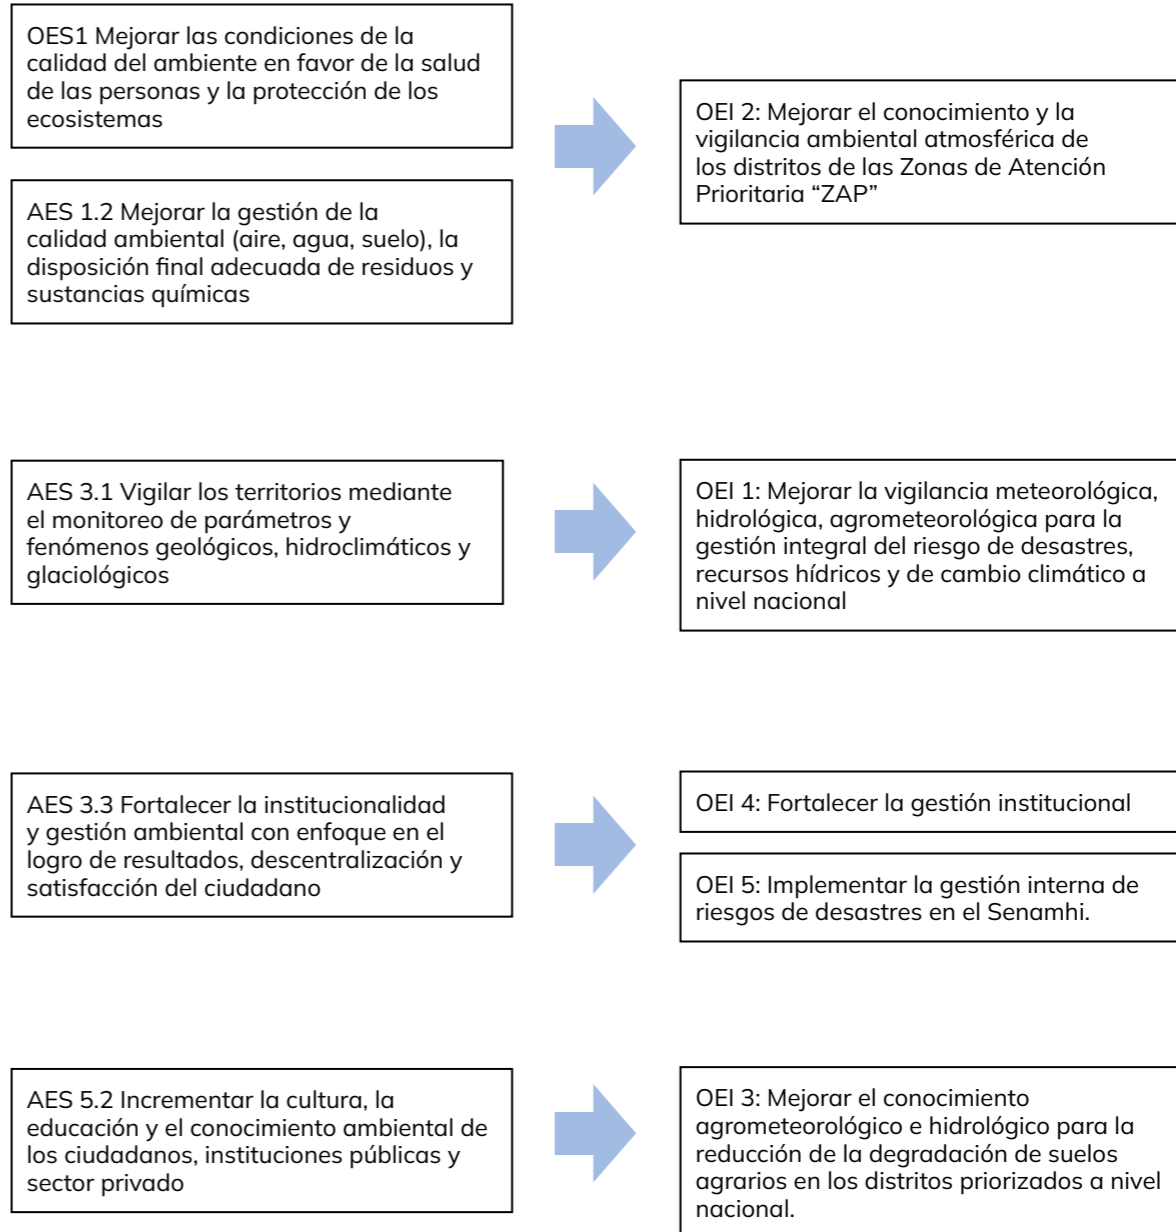 OES1 Mejorar las condiciones de la
calidad del ambiente en favor de la salud
de las personas y la protección de los
ecosistemas
AES 1.2 Mejorar la gestión de la
calidad ambiental (aire, agua, suelo), la
disposición final adecuada de residuos y
sustancias químicas
OEI 2: Mejorar el conocimiento y la
vigilancia ambiental atmosférica de
los distritos de las Zonas de Atención
Prioritaria “ZAP”
AES 3.1 Vigilar los territorios mediante
el monitoreo de parámetros y
fenómenos geológicos, hidroclimáticos y
glaciológicos
OEI 1: Mejorar la vigilancia meteorológica,
hidrológica, agrometeorológica para la
gestión integral del riesgo de desastres,
recursos hídricos y de cambio climático a
nivel nacional
AES 3.3 Fortalecer la institucionalidad
y gestión ambiental con enfoque en el
logro de resultados, descentralización y
satisfacción del ciudadano
OEI 4: Fortalecer la gestión institucional
OEI 5: Implementar la gestión interna de
riesgos de desastres en el Senamhi.
AES 5.2 Incrementar la cultura, la
educación y el conocimiento ambiental de
los ciudadanos, instituciones públicas y
sector privado
OEI 3: Mejorar el conocimiento
agrometeorológico e hidrológico para la
reducción de la degradación de suelos
agrarios en los distritos priorizados a nivel
nacional.